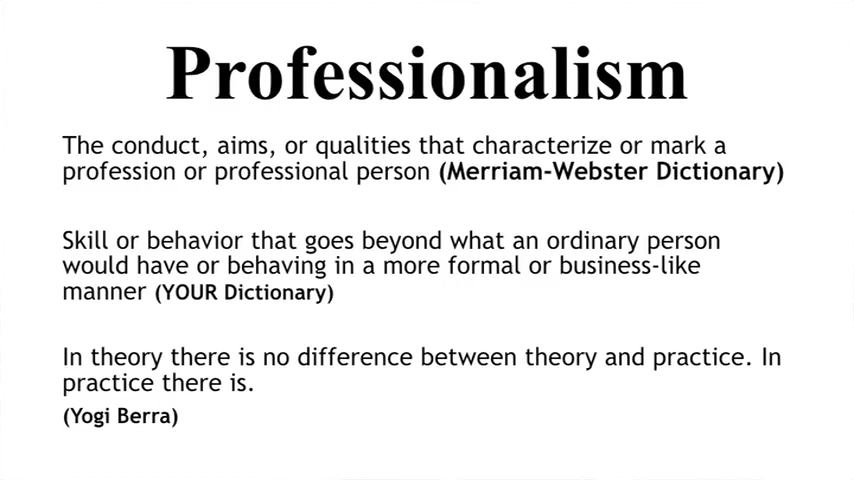 Professionalism
The conduct, aims, or qualities that characterize or mark a
profession or professional person (Merriam-Webster Dictionary)
Skill or behavior that goes beyond what an ordinary person
would have or behaving in a more formal or business-like
manner (YOUR Dictionary)
In theory there is no difference between theory and practice. In
practice there is.
(Yogi Berra)